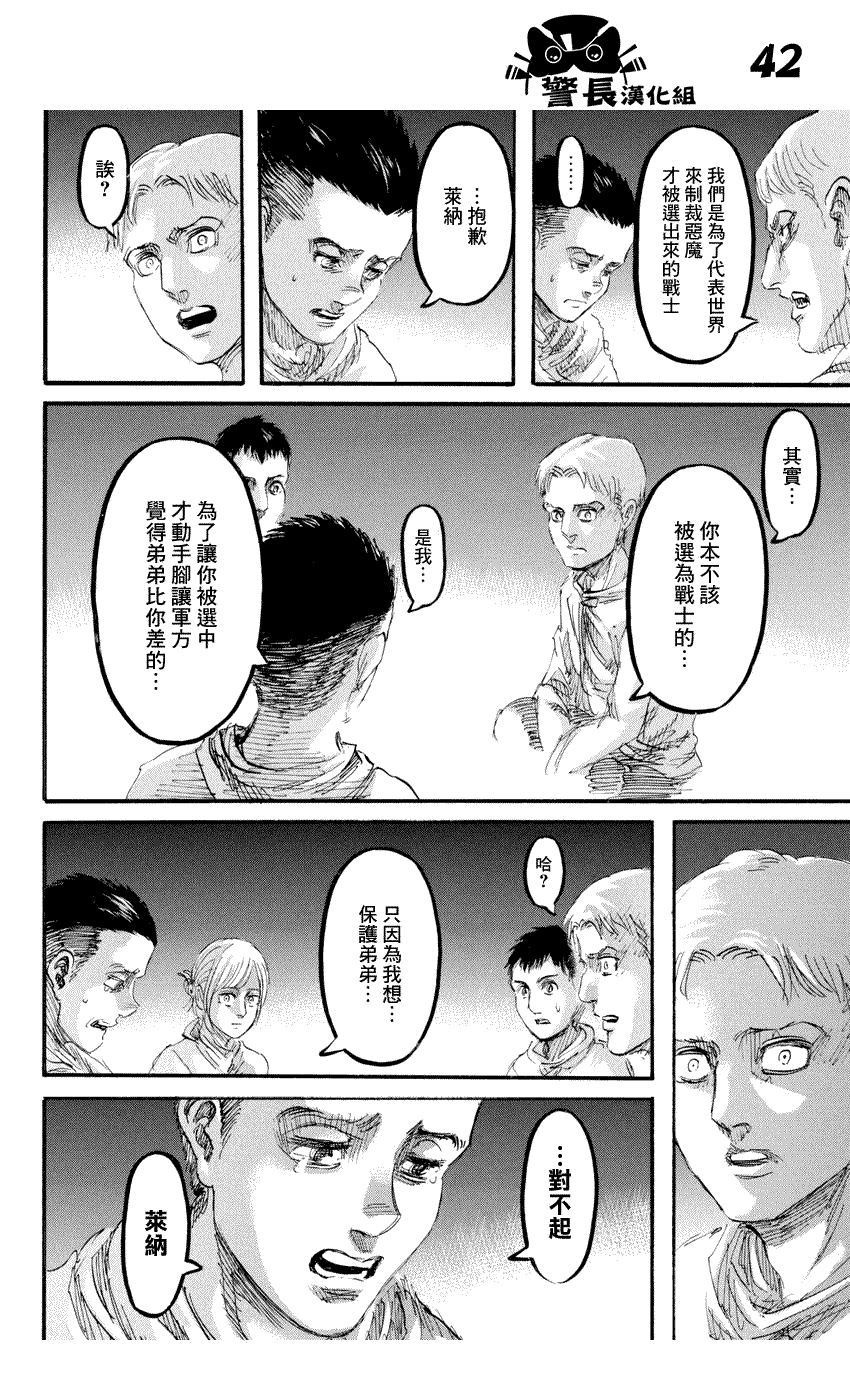 警長漢化組
42
我們是為了代表世界
來制裁惡魔
才被選出來的戰士
……
…抱歉
萊納
誒?
其實…
你本不該
被選為戰士的…
是我…
為了讓你被選中
才動手腳讓軍方
覺得弟弟比你差的…
哈?
只因為我想…
保護弟弟…
…對不起
萊納